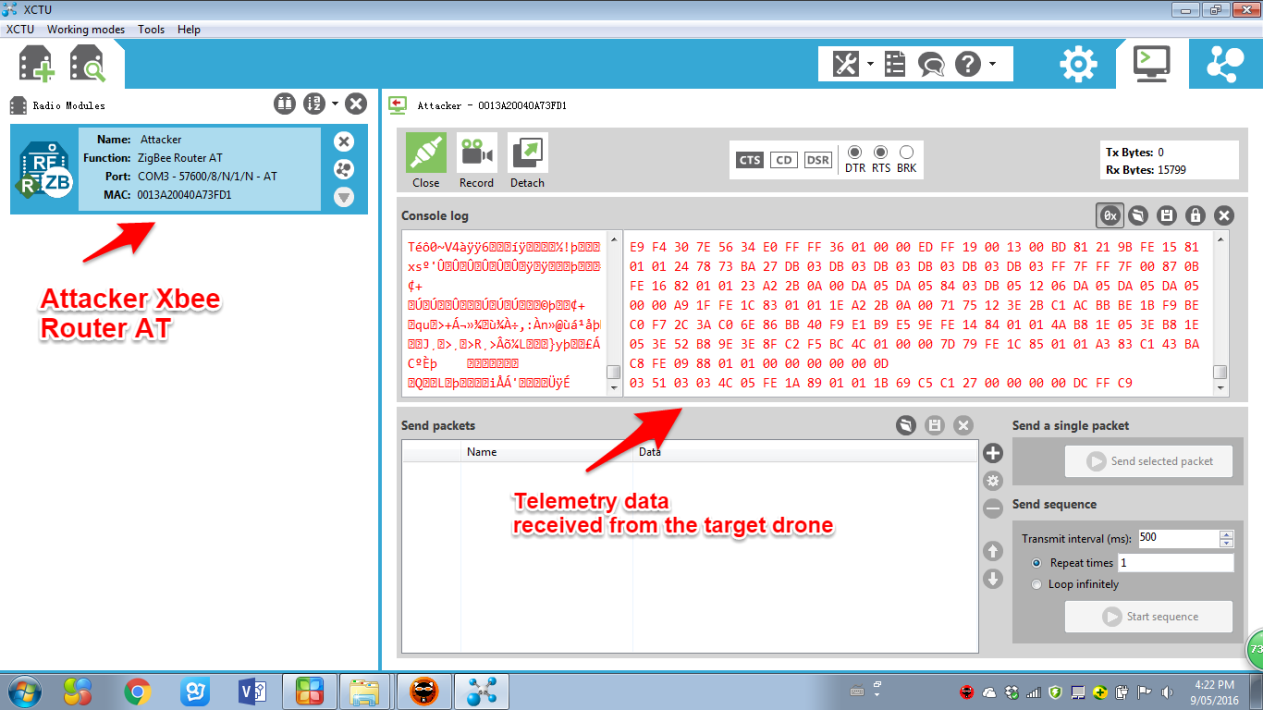 XCTU
XCTU Working modes Tools Help
Radio Modules
Name: Attacker
Function: ZigBee Router AT
Port: COM3 - 57600/8/N/1/N - AT
MAC: 0013A20040A73FD1
Attacker Xbee
Router AT
Attacker - 0013A20040A73FD1
Close Record Detach
CTS CD DSR DTR RTS BRK
Tx Bytes: 0
Rx Bytes: 15799
Console log
E9 F4 30 7E 56 34 E0 FF FF 36 01 00 00 ED FF 19 00 13 00 BD 81 21 9B FE 15 81
01 01 24 78 73 BA 27 DB 03 DB 03 DB 03 DB 03 DB 03 DB 03 FF 7F FF 7F 00 87 0B
FE 16 82 01 01 23 A2 2B 0A 00 DA 05 DA 05 84 03 DB 05 12 06 DA 05 DA 05 DA 05
00 00 A9 1F FE 1C 83 01 01 1E A2 2B 0A 00 71 75 12 3E 2B C1 AC BB BE 1B F9 BE
C0 F7 2C 3A C0 6E 86 BB 40 F9 E1 B9 E5 9E FE 14 84 01 01 4A B8 1E 05 3E B8 1E
05 3E 52 B8 9E 3E 8F C2 F5 BC 4C 01 00 00 7D 79 FE 1C 85 01 01 A3 83 C1 43 BA
C8 FE 09 88 01 01 00 00 00 00 00 0D
03 51 03 03 4C 05 FE 1A 89 01 01 1B 69 C5 C1 27 00 00 00 00 DC FF C9
Send packets
Name Data
Telemetry data
received from the target drone
Send a single packet
Send selected packet
Send sequence
Transmit interval (ms): 500
Repeat times 1
Loop infinitely
Start sequence
73
4:22 PM
9/05/2016